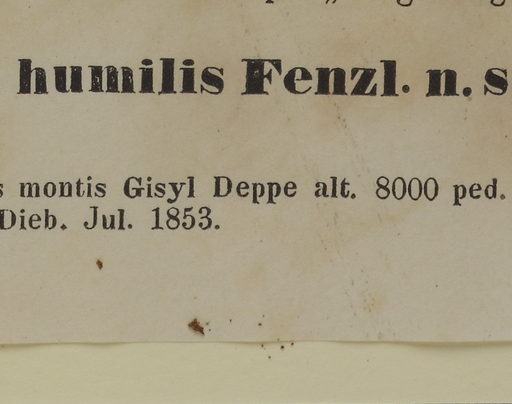 humilis Fenzl. n. s
s montis Gisyl Deppe alt. 8000 ped.
Dieb. Jul. 1853.